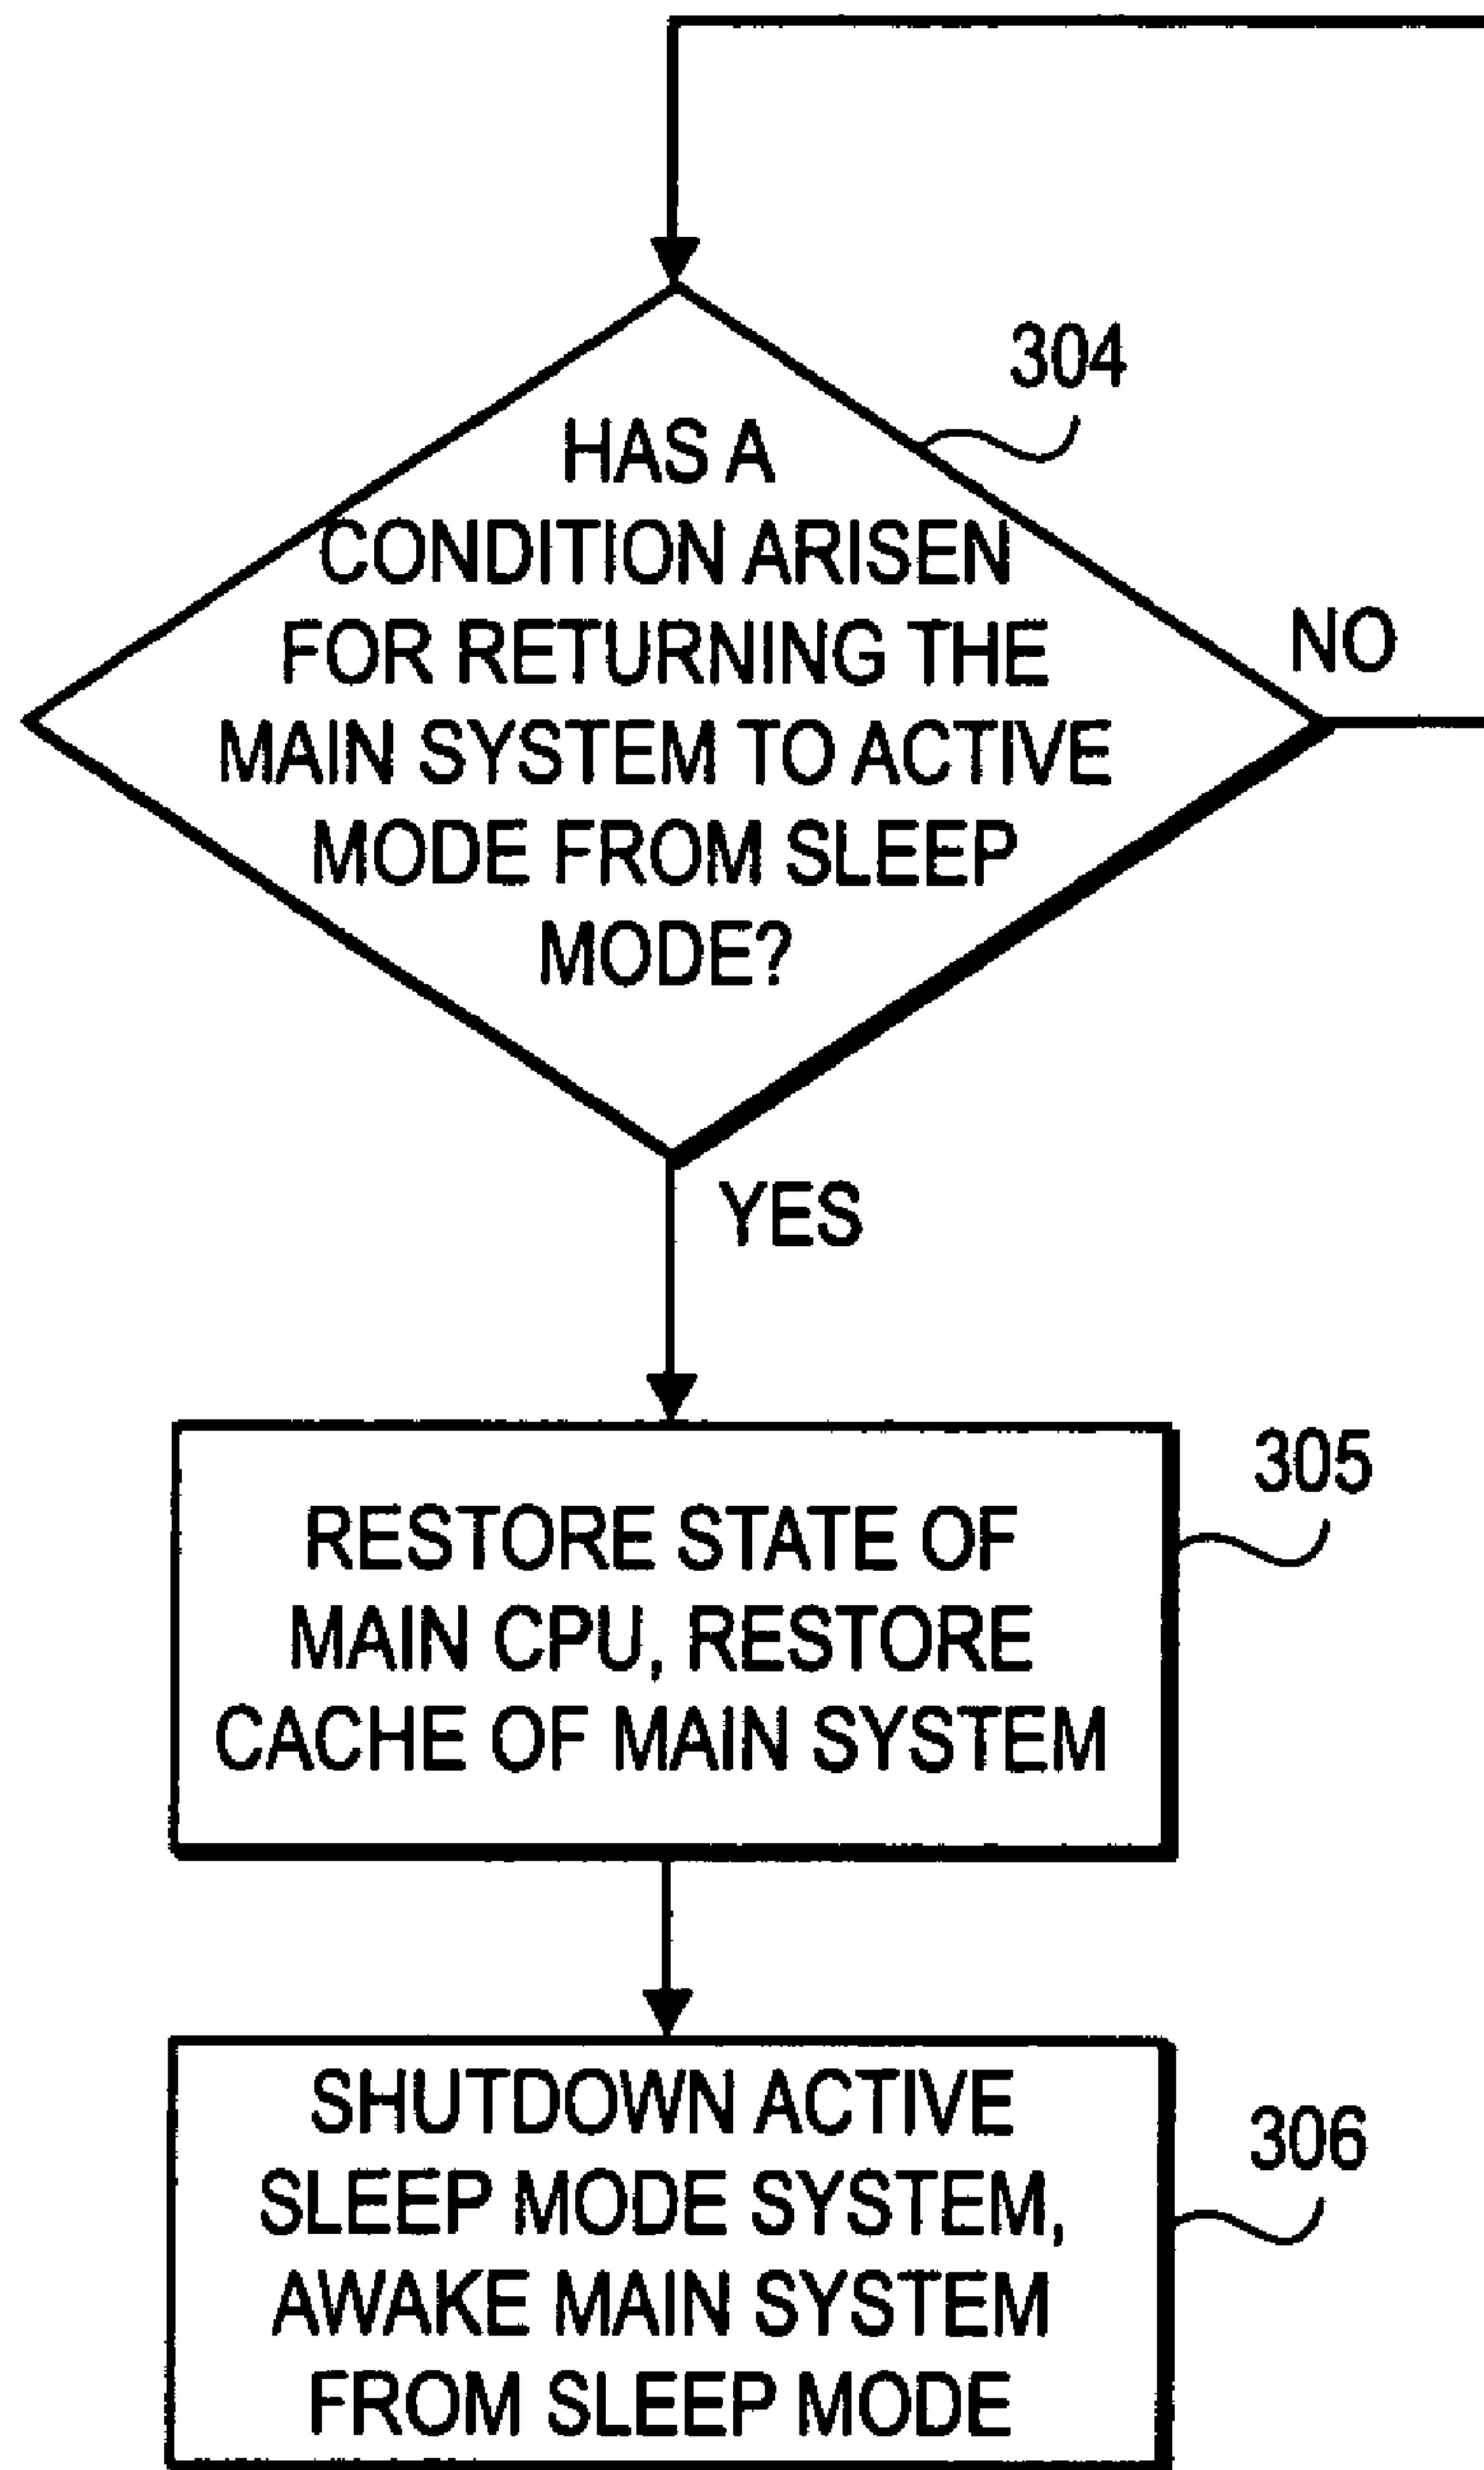 304
HAS A
CONDITION ARISEN
FOR RETURNING THE
MAIN SYSTEM TO ACTIVE
MODE FROM SLEEP
MODE?
NO
YES
305
RESTORE STATE OF
MAIN CPU, RESTORE
CACHE OF MAIN SYSTEM
306
SHUTDOWN ACTIVE
SLEEP MODE SYSTEM,
AWAKE MAIN SYSTEM
FROM SLEEP MODE